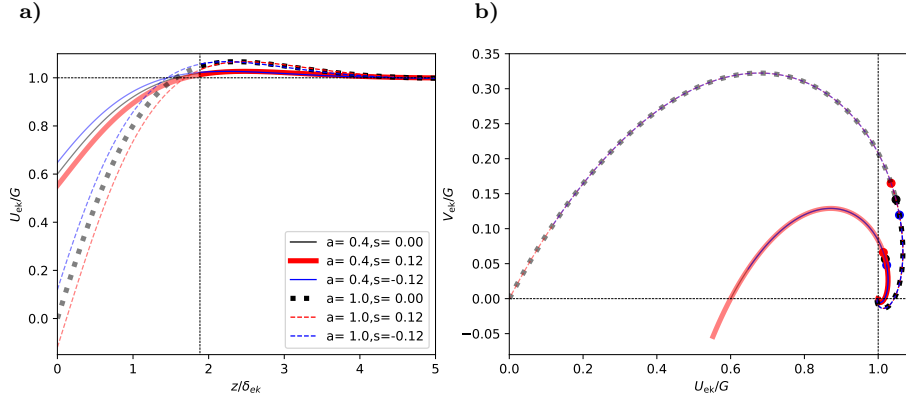 a)
b)
1.0
0.8
0.6
0.4
0.2
0.0
U_ek/G
a= 0.4,s= 0.00
a= 0.4,s= 0.12
a= 0.4,s=-0.12
a= 1.0,s= 0.00
a= 1.0,s= 0.12
a= 1.0,s=-0.12
0 1 2 3 4 5
z/δ_ek
0.35
0.30
0.25
0.20
0.15
0.10
0.05
0.00
−0.05
V_ek/G
0.0 0.2 0.4 0.6 0.8 1.0
U_ek/G